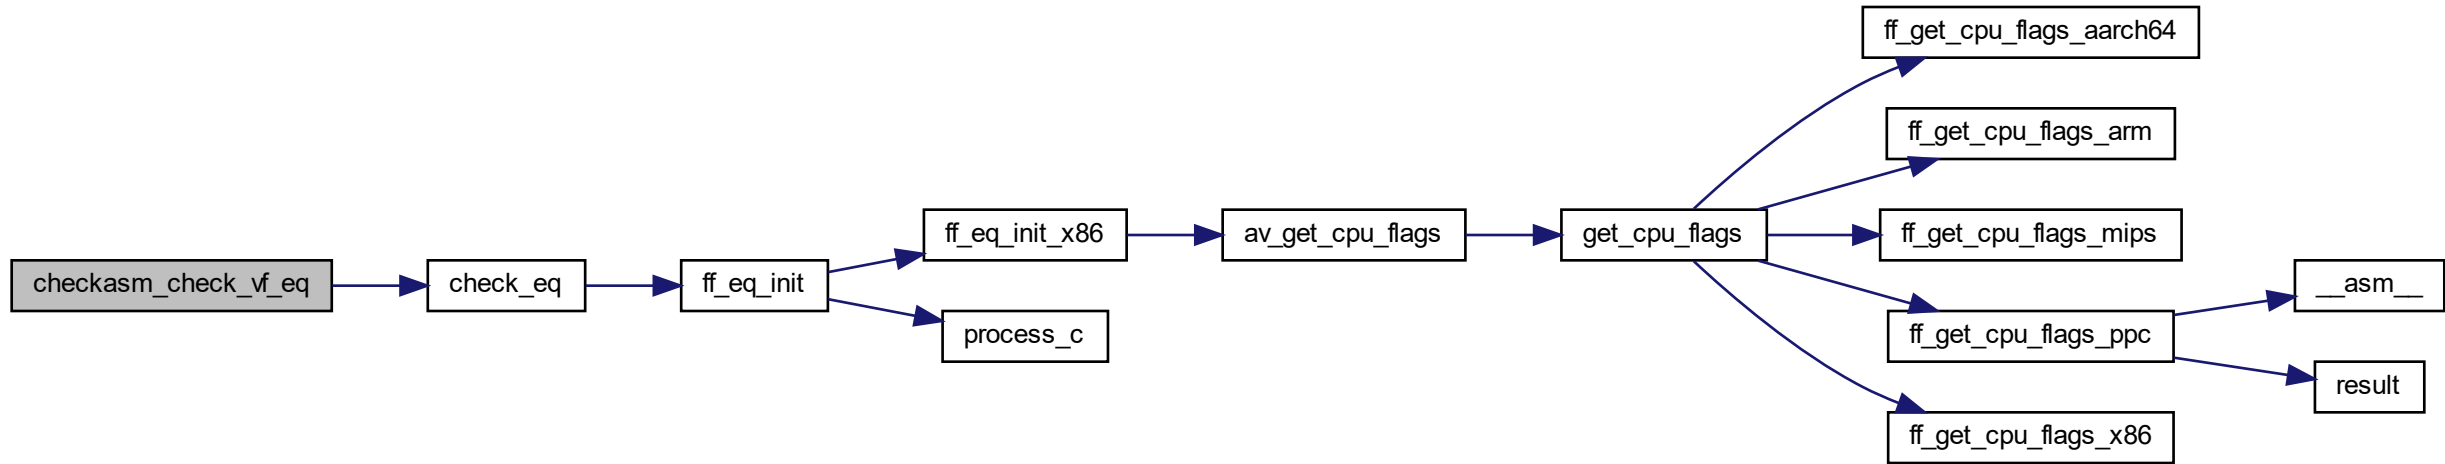 checkasm_check_vf_eq
check_eq
ff_eq_init
ff_eq_init_x86
process_c
av_get_cpu_flags
get_cpu_flags
ff_get_cpu_flags_aarch64
ff_get_cpu_flags_arm
ff_get_cpu_flags_mips
ff_get_cpu_flags_ppc
ff_get_cpu_flags_x86
__asm__
result